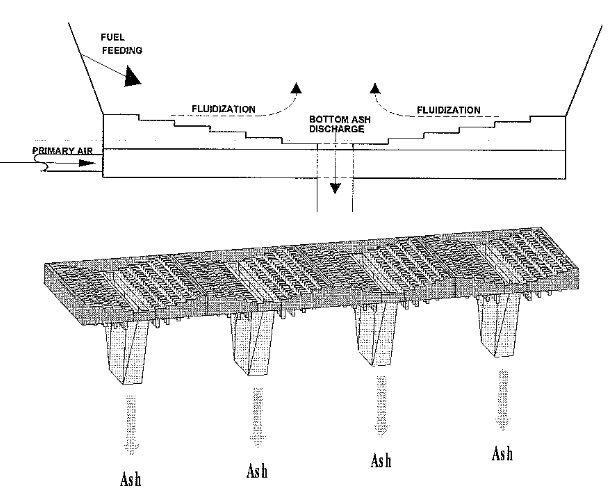 FUEL
FEEDING
FLUIDIZATION
FLUIDIZATION
BOTTOM ASH
DISCHARGE
PRIMARY AIR
Ash
Ash
Ash
Ash